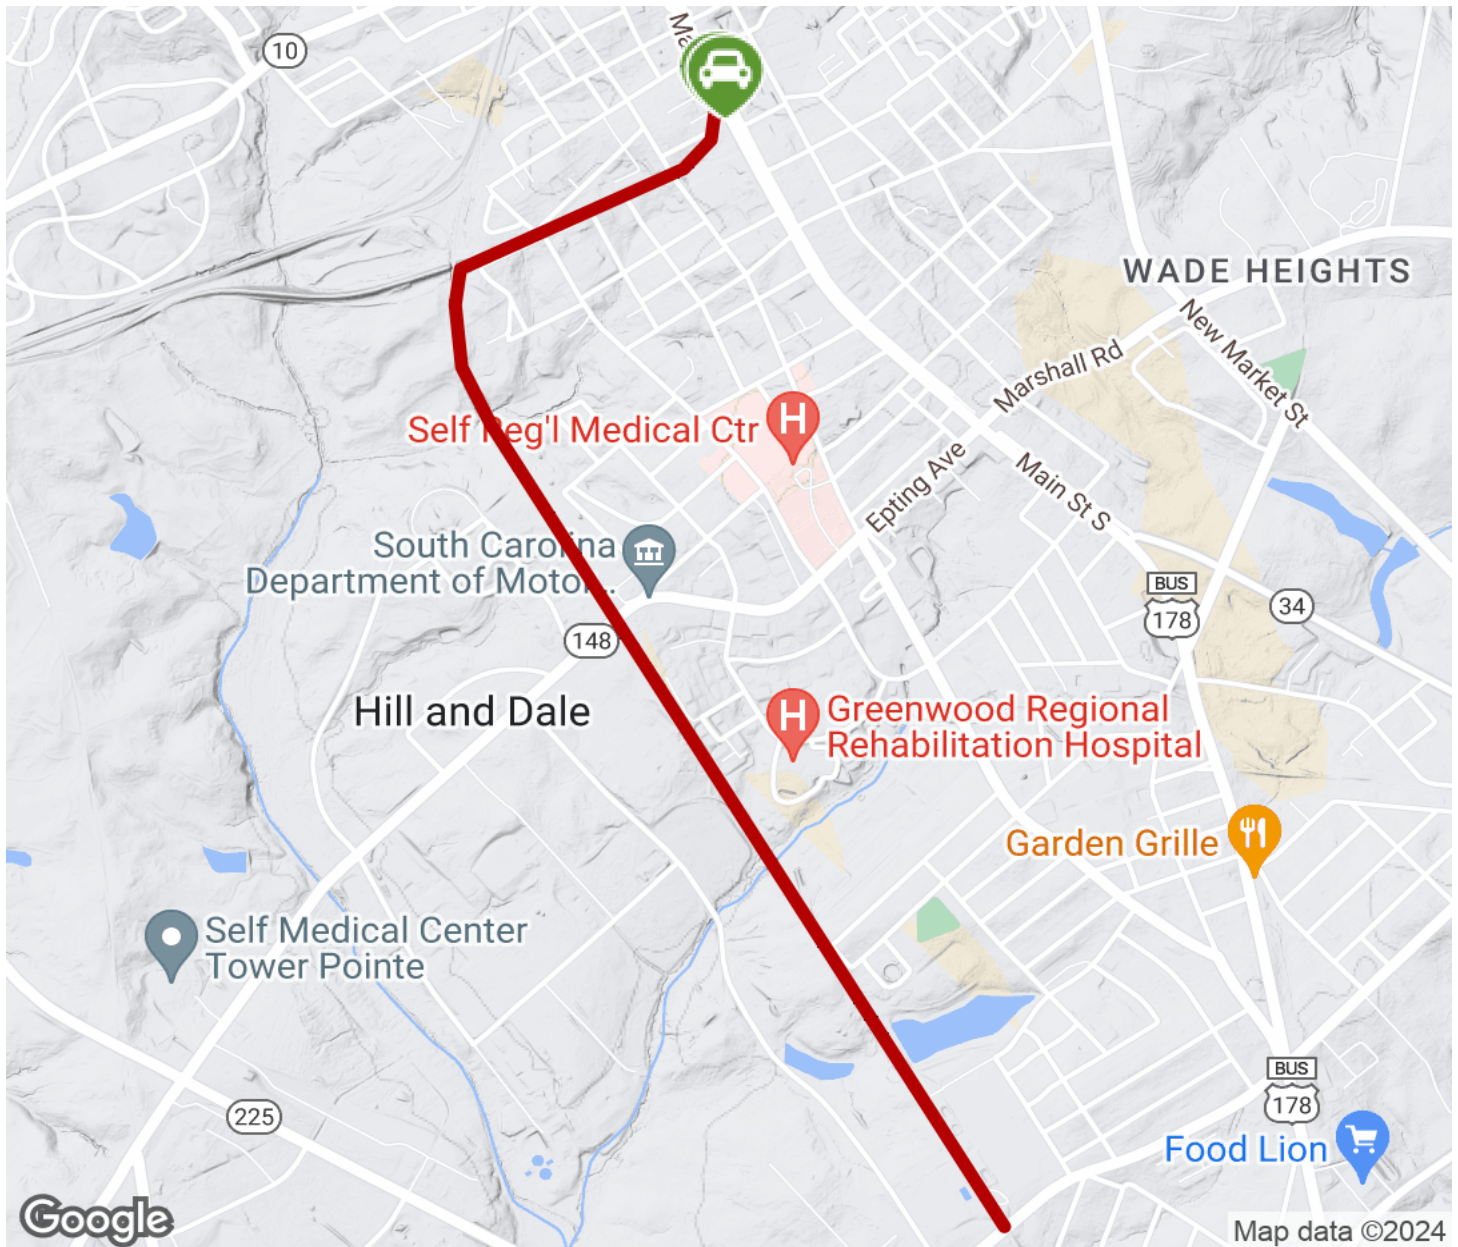 Ma
10
WADE HEIGHTS
New Market St
Marshall Rd
Self Reg'l Medical Ctr
Epting Ave
Main St S
South Carolina
Department of Motor...
BUS
178
34
148
Hill and Dale
Greenwood Regional
Rehabilitation Hospital
Garden Grille
Self Medical Center
Tower Pointe
225
BUS
178
Food Lion
Google
Map data ©2024